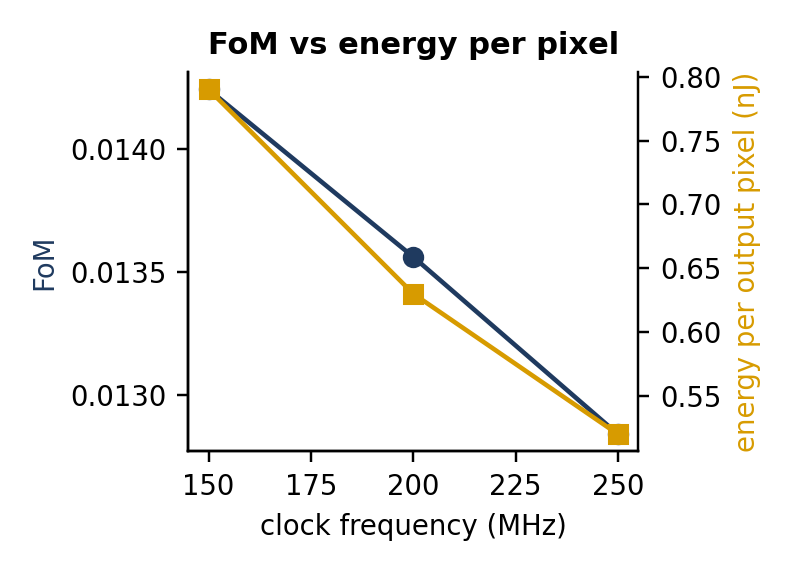 FoM vs energy per pixel
FoM
0.0140
0.0135
0.0130
0.80
0.75
0.70
0.65
0.60
0.55
energy per output pixel (nJ)
150 175 200 225 250
clock frequency (MHz)